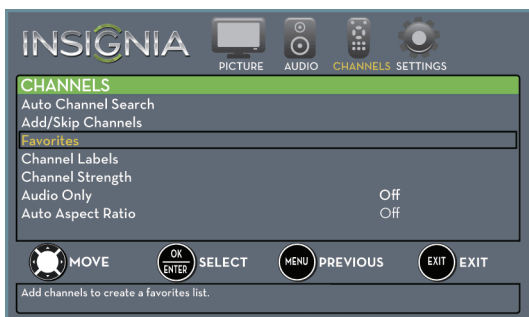 INSIGNIA
PICTURE AUDIO CHANNELS SETTINGS
CHANNELS
Auto Channel Search
Add/Skip Channels
Favorites
Channel Labels
Channel Strength
Audio Only Off
Auto Aspect Ratio Off
MOVE OK ENTER SELECT MENU PREVIOUS EXIT EXIT
Add channels to create a favorites list.